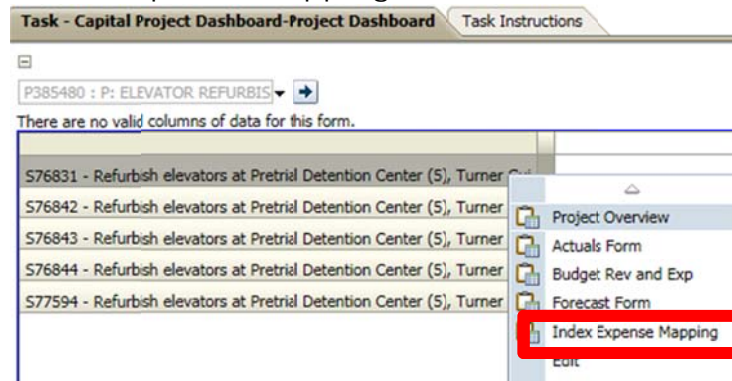 Task - Capital Project Dashboard-Project Dashboard Task Instructions
P385480 : P: ELEVATOR REFURBIS
There are no valid columns of data for this form.
S76831 - Refurbish elevators at Pretrial Detention Center (5), Turner
S76842 - Refurbish elevators at Pretrial Detention Center (5), Turner
S76843 - Refurbish elevators at Pretrial Detention Center (5), Turner
S76844 - Refurbish elevators at Pretrial Detention Center (5), Turner
S77594 - Refurbish elevators at Pretrial Detention Center (5), Turner
Project Overview
Actuals Form
Budget Rev and Exp
Forecast Form
Index Expense Mapping
Edit